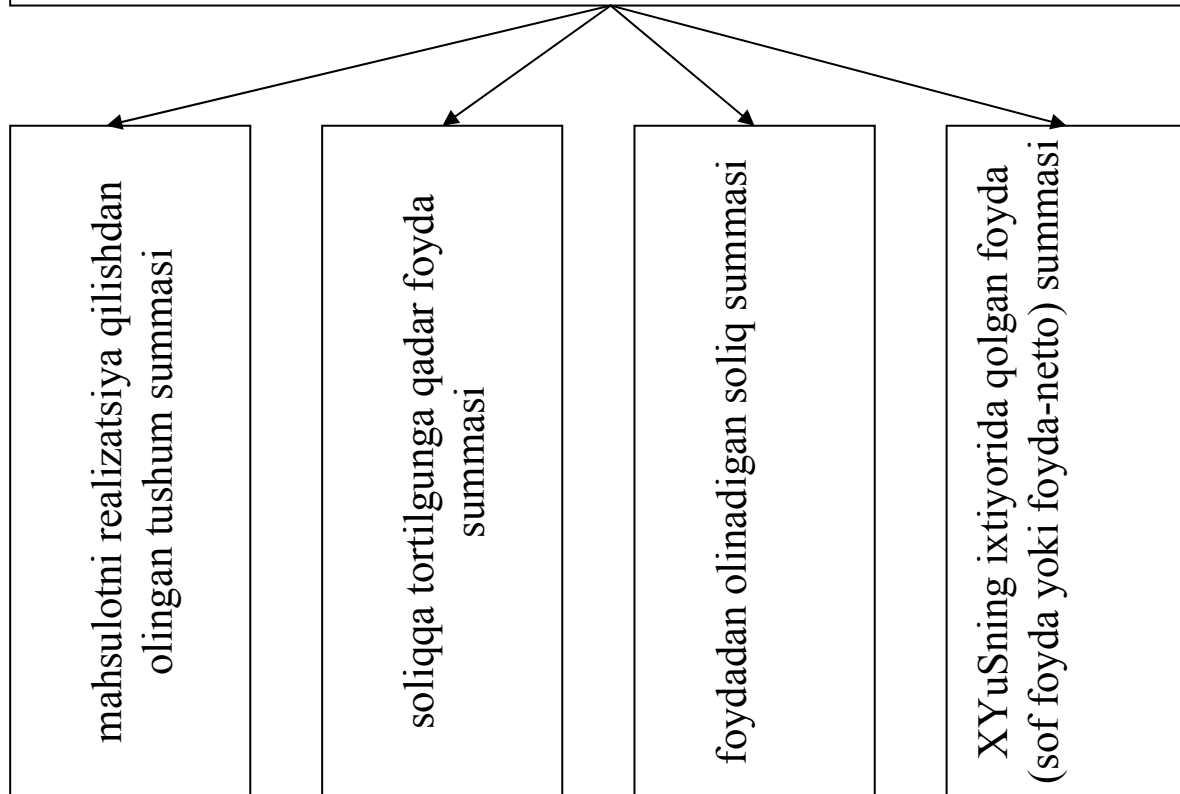 mahsulotni realizatsiya qilishdan
olingan tushum summasi
soliqqa tortilgunga qadar foyda
summasi
foydadan olinadigan soliq summasi
XYuSning ixtiyorida qolgan foyda
(sof foyda yoki foyda-netto) summasi